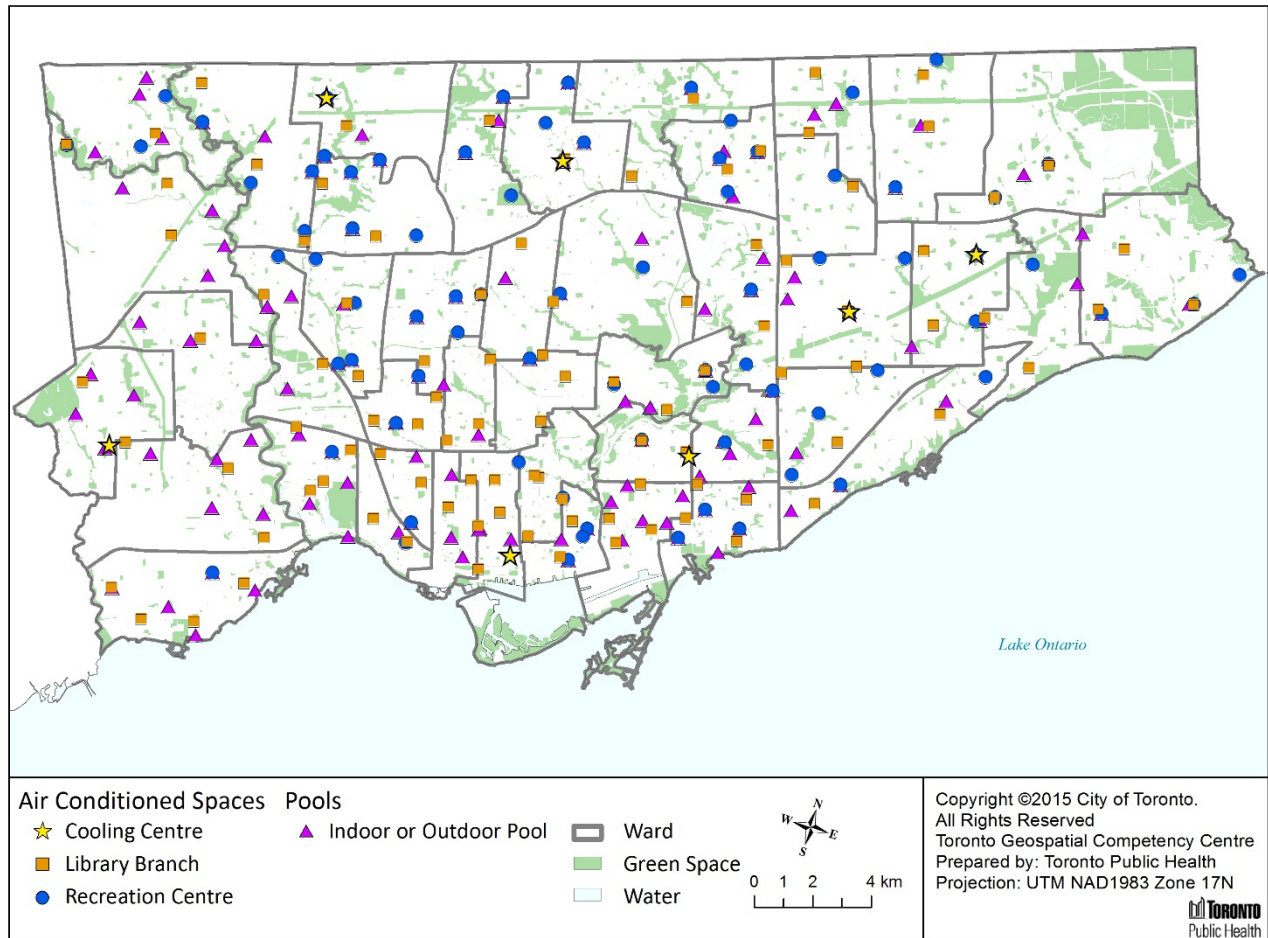 Lake Ontario
Air Conditioned Spaces Pools
Cooling Centre
Library Branch
Recreation Centre
Indoor or Outdoor Pool
Ward
Green Space
Water
N
W E
S
0 1 2 4 km
Copyright ©2015 City of Toronto.
All Rights Reserved
Toronto Geospatial Competency Centre
Prepared by: Toronto Public Health
Projection: UTM NAD1983 Zone 17N
TORONTO
Public Health